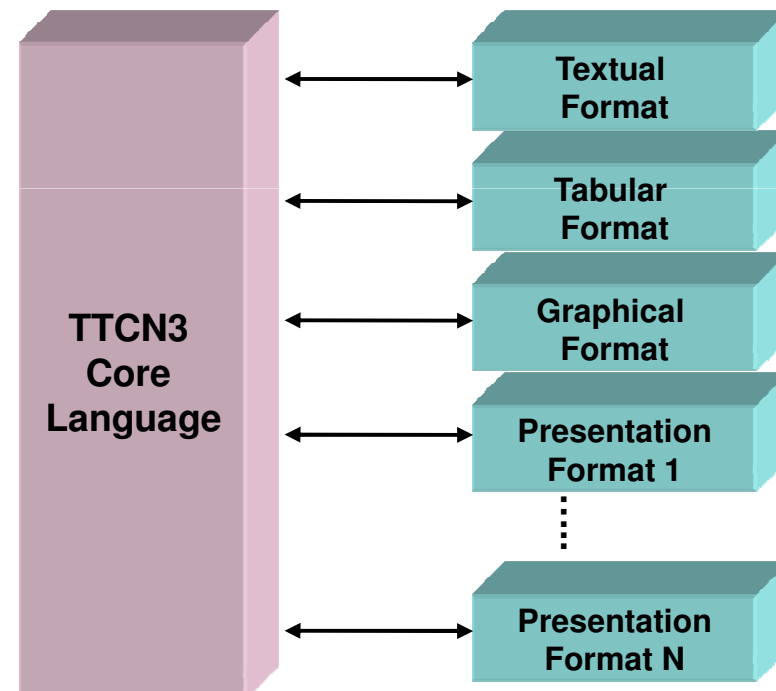 TTCN3
Core
Language
Textual
Format
Tabular
Format
Graphical
Format
Presentation
Format 1
Presentation
Format N